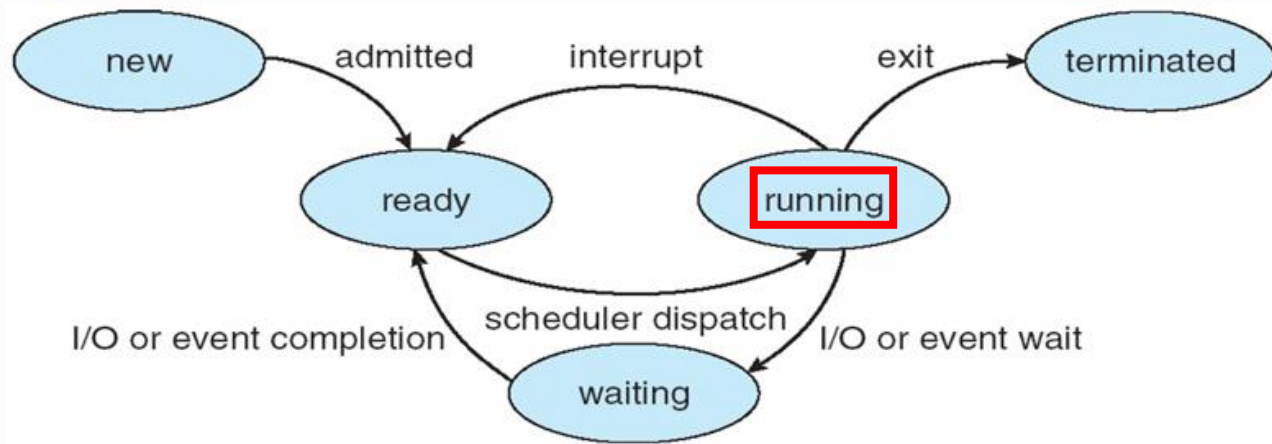 new
admitted
interrupt
exit
terminated
ready
running
scheduler dispatch
I/O or event completion
I/O or event wait
waiting